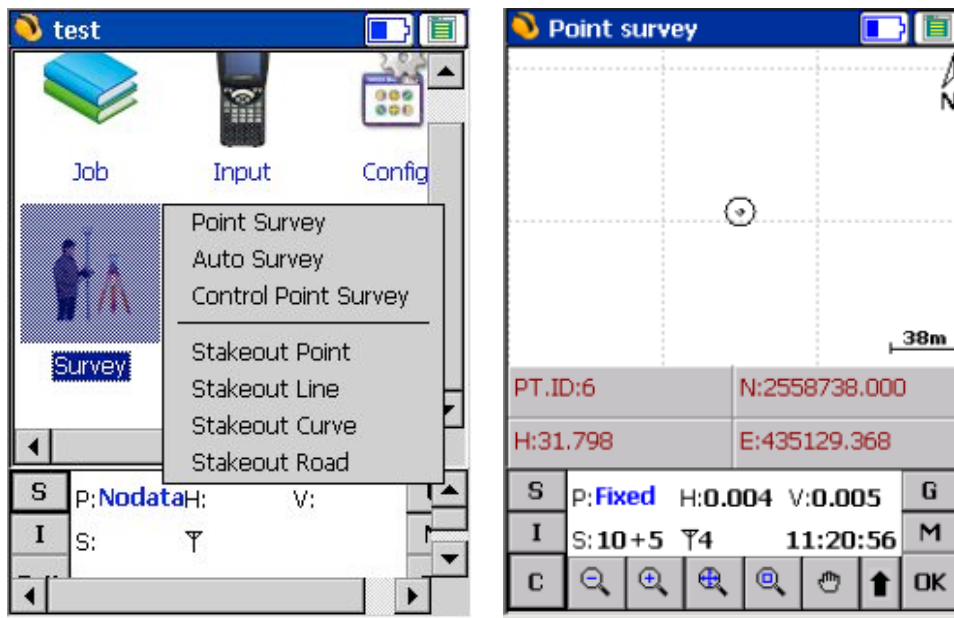 test
Job
Input
Config
Survey
Point Survey
Auto Survey
Control Point Survey
Stakeout Point
Stakeout Line
Stakeout Curve
Stakeout Road
S
P:Nodata H: V:
I
S:
Point survey
N
38m
PT.ID:6 N:2558738.000
H:31.798 E:435129.368
S P:Fixed H:0.004 V:0.005 G
I S:10+5 4 11:20:56 M
C OK